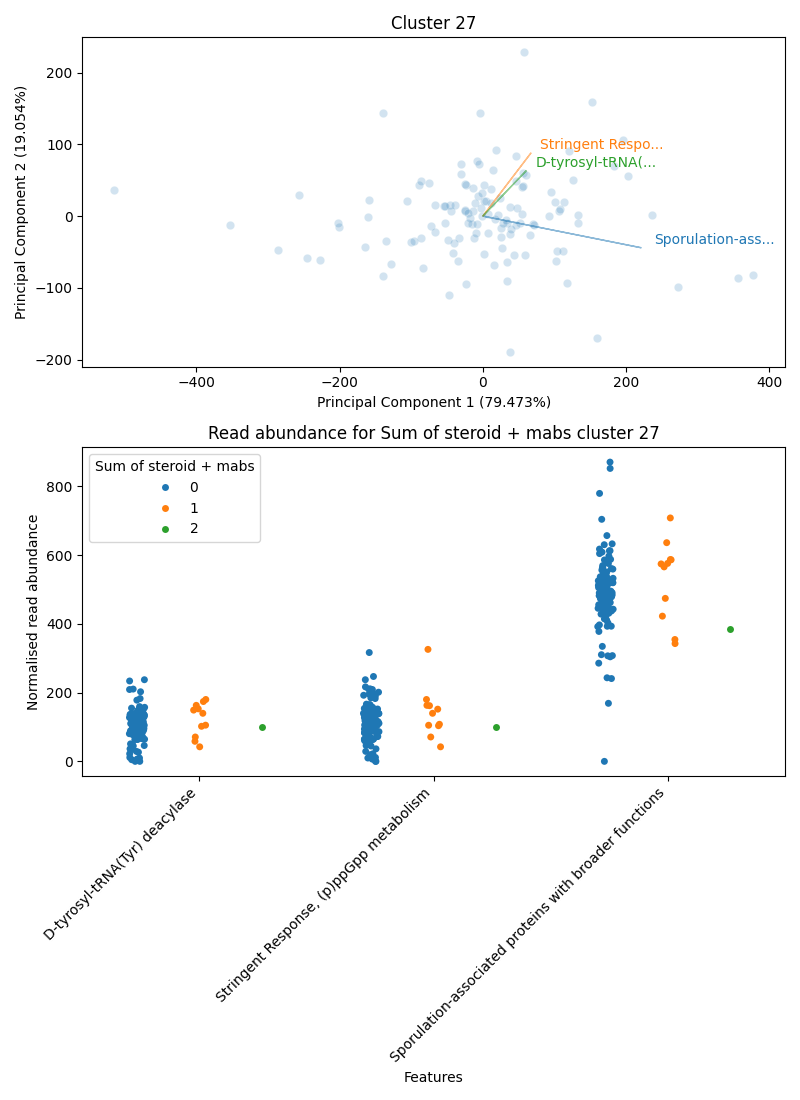 Cluster 27
Principal Component 2 (19.054%)
200
100
0
−100
−200
Stringent Respo...
D-tyrosyl-tRNA(...
Sporulation-ass...
−400
−200
0
200
400
Principal Component 1 (79.473%)
Read abundance for Sum of steroid + mabs cluster 27
Normalised read abundance
800
600
400
200
0
Sum of steroid + mabs
0
1
2
D-tyrosyl-tRNA(Tyr) deacylase
Stringent Response, (p)ppGpp metabolism
Sporulation-associated proteins with broader functions
Features